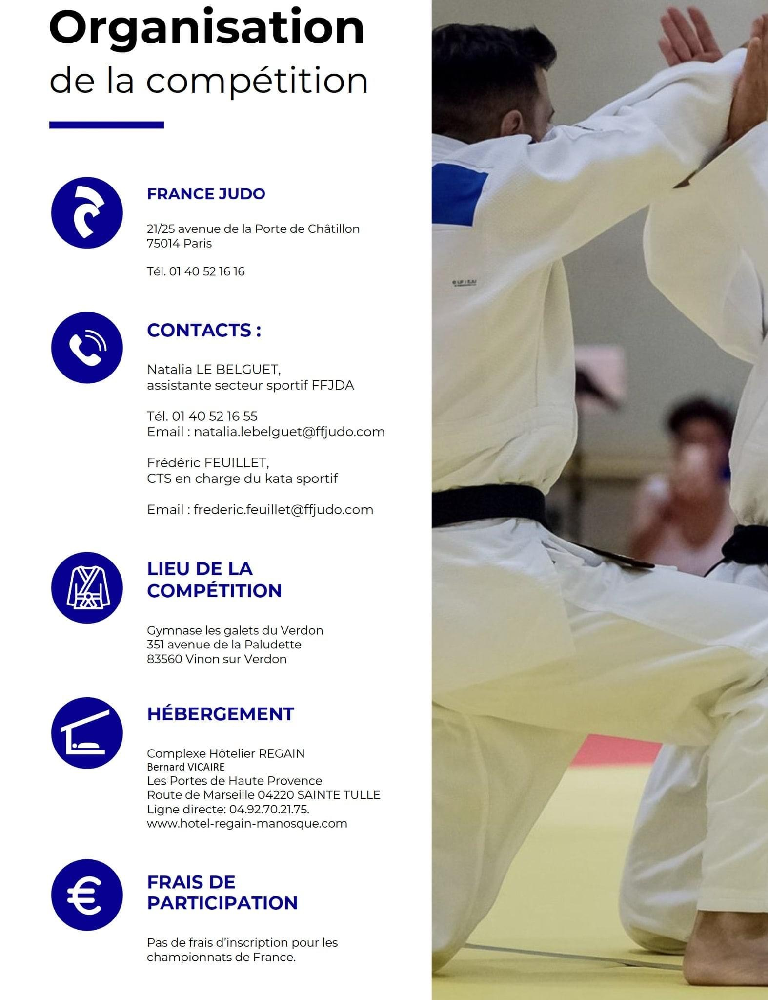 Organisation
de la compétition
FRANCE JUDO
21/25 avenue de la Porte de Châtillon
75014 Paris
Tél. 01 40 52 16 16
CONTACTS :
Natalia LE BELGUET,
assistante secteur sportif FFJDA
Tél. 01 40 52 16 55
Email : natalia.lebelguet@ffjudo.com
Frédéric FEUILLET,
CTS en charge du kata sportif
Email : frederic.feuillet@ffjudo.com
LIEU DE LA
COMPÉTITION
Gymnase les galets du Verdon
351 avenue de la Paludette
83560 Vinon sur Verdon
HÉBERGEMENT
Complexe Hôtelier REGAIN
Bernard VICAIRE
Les Portes de Haute Provence
Route de Marseille 04220 SAINTE TULLE
Ligne directe: 04.92.70.21.75.
www.hotel-regain-manosque.com
€
FRAIS DE
PARTICIPATION
Pas de frais d’inscription pour les
championnats de France.